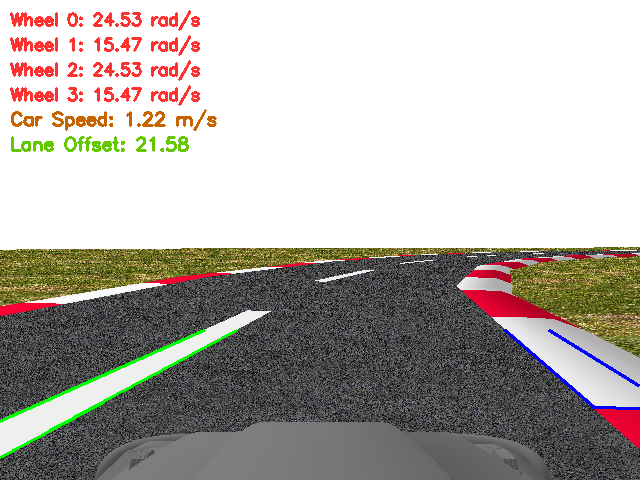 Wheel 0: 24.53 rad/s
Wheel 1: 15.47 rad/s
Wheel 2: 24.53 rad/s
Wheel 3: 15.47 rad/s
Car Speed: 1.22 m/s
Lane Offset: 21.58